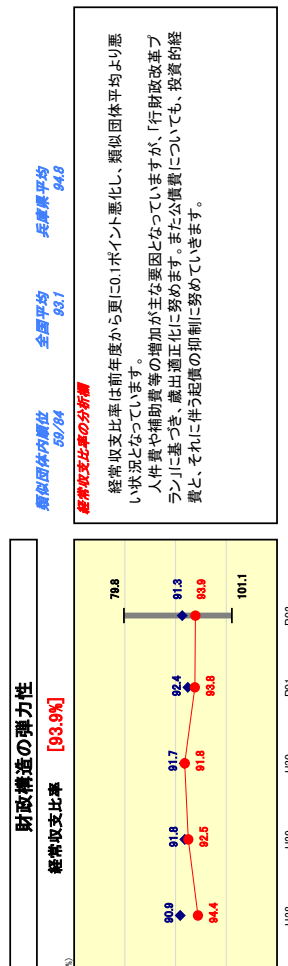 財政構造の弾力性
経常収支比率 [93.9%]
%)
90.9
94.4
91.8
92.5
91.7
91.8
92.4
93.8
79.8
91.3
93.9
101.1
類似団体内順位
59/84
全国平均
93.1
兵庫県平均
94.8
経常収支比率の分析欄
経常収支比率は前年度から更に0.1ポイント悪化し、類似団体平均より悪
い状況となっています。
人件費や補助費等の増加が主な要因となっていますが、「行財政改革プ
ラン」に基づき、歳出適正化に努めます。また公債費についても、投資的経
費と、それに伴う起債の抑制に努めていきます。